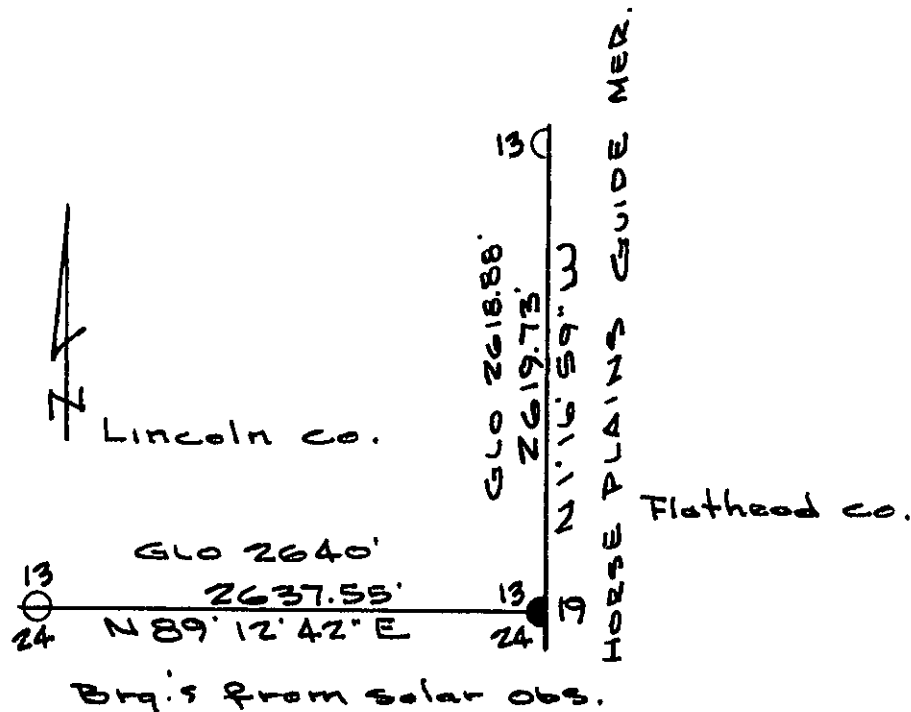 13
GLO 2618.88'
2619.73'
N 1° 16' 59" W
HORSE PLAINS GUIDE MER.
N
Lincoln co.
Flathead co.
GLO 2640'
2637.55'
N 89° 12' 42" E
13
24
13
24
19
Brg.'s from solar obs.